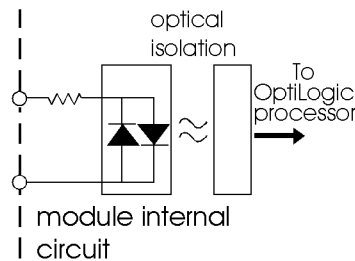 optical
isolation
To
OptiLogic
processor
module internal
circuit